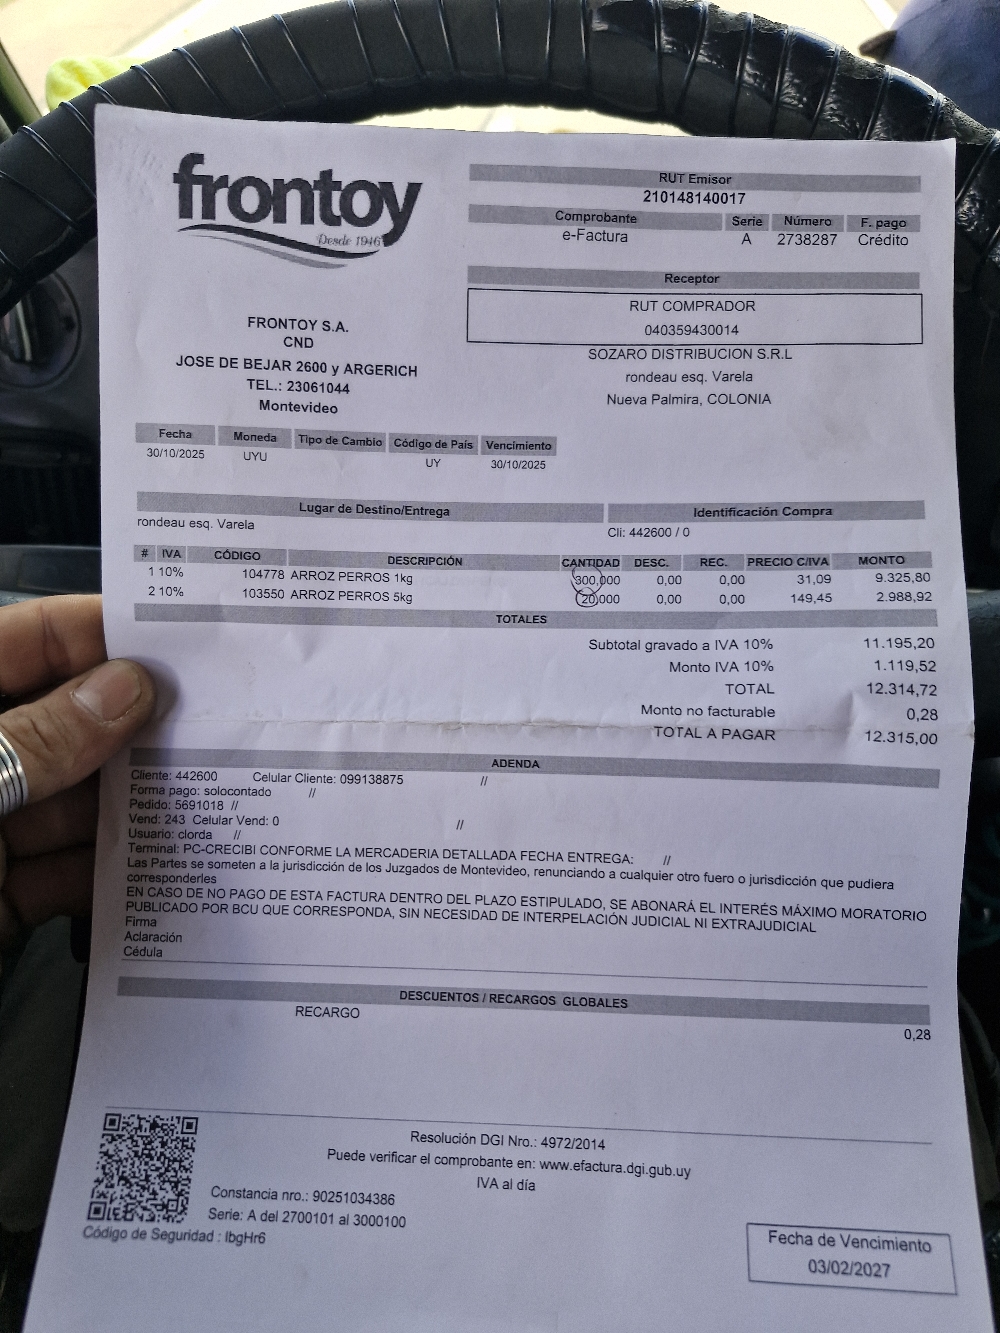 frontoy
Desde 1946
RUT Emisor
210148140017
Comprobante Serie Número F. pago
e-Factura A 2738287 Crédito
Receptor
RUT COMPRADOR
040359430014
SOZARO DISTRIBUCION S.R.L
rondeau esq. Varela
Nueva Palmira, COLONIA
FRONTOY S.A.
CND
JOSE DE BEJAR 2600 y ARGERICH
TEL.: 23061044
Montevideo
Fecha Moneda Tipo de Cambio Código de País Vencimiento
30/10/2025 UYU UY 30/10/2025
Lugar de Destino/Entrega Identificación Compra
rondeau esq. Varela Cli: 442600 / 0
# IVA CÓDIGO DESCRIPCIÓN CANTIDAD DESC. REC. PRECIO C/IVA MONTO
1 10% 104778 ARROZ PERROS 1kg 300,000 0,00 0,00 31,09 9.325,80
2 10% 103550 ARROZ PERROS 5kg 20,000 0,00 0,00 149,45 2.988,92
TOTALES
Subtotal gravado a IVA 10% 11.195,20
Monto IVA 10% 1.119,52
TOTAL 12.314,72
Monto no facturable 0,28
TOTAL A PAGAR 12.315,00
ADENDA
Cliente: 442600 Celular Cliente: 099138875 //
Forma pago: solocontado //
Pedido: 5691018 //
Vend: 243 Celular Vend: 0 //
Usuario: clorda //
Terminal: PC-CRECIBI CONFORME LA MERCADERIA DETALLADA FECHA ENTREGA: //
Las Partes se someten a la jurisdicción de los Juzgados de Montevideo, renunciando a cualquier otro fuero o jurisdicción que pudiera
corresponderles
EN CASO DE NO PAGO DE ESTA FACTURA DENTRO DEL PLAZO ESTIPULADO, SE ABONARÁ EL INTERÉS MÁXIMO MORATORIO
PUBLICADO POR BCU QUE CORRESPONDA, SIN NECESIDAD DE INTERPELACIÓN JUDICIAL NI EXTRAJUDICIAL
Firma
Aclaración
Cédula
DESCUENTOS / RECARGOS GLOBALES
RECARGO 0,28
Resolución DGI Nro.: 4972/2014
Puede verificar el comprobante en: www.efactura.dgi.gub.uy
IVA al día
Constancia nro.: 90251034386
Serie: A del 2700101 al 3000100
Código de Seguridad : lbgHr6
Fecha de Vencimiento
03/02/2027